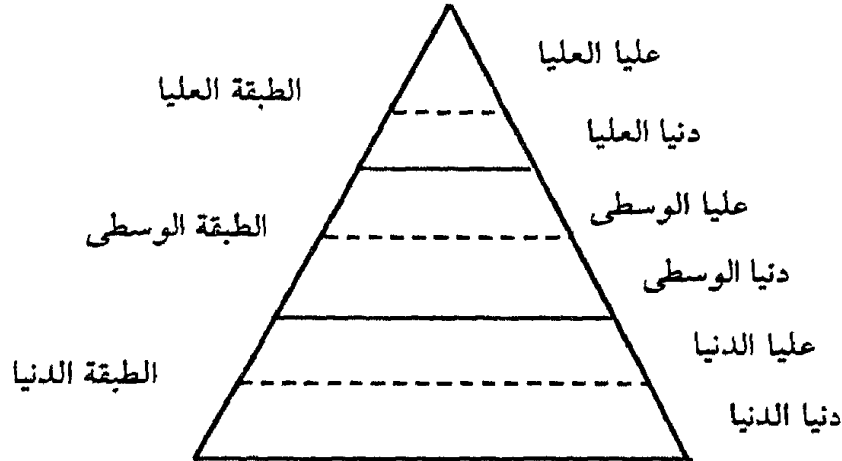 عليا العليا
الطبقة العليا
دنيا العليا
عليا الوسطى
الطبقة الوسطى
دنيا الوسطى
عليا الدنيا
الطبقة الدنيا
دنيا الدنيا